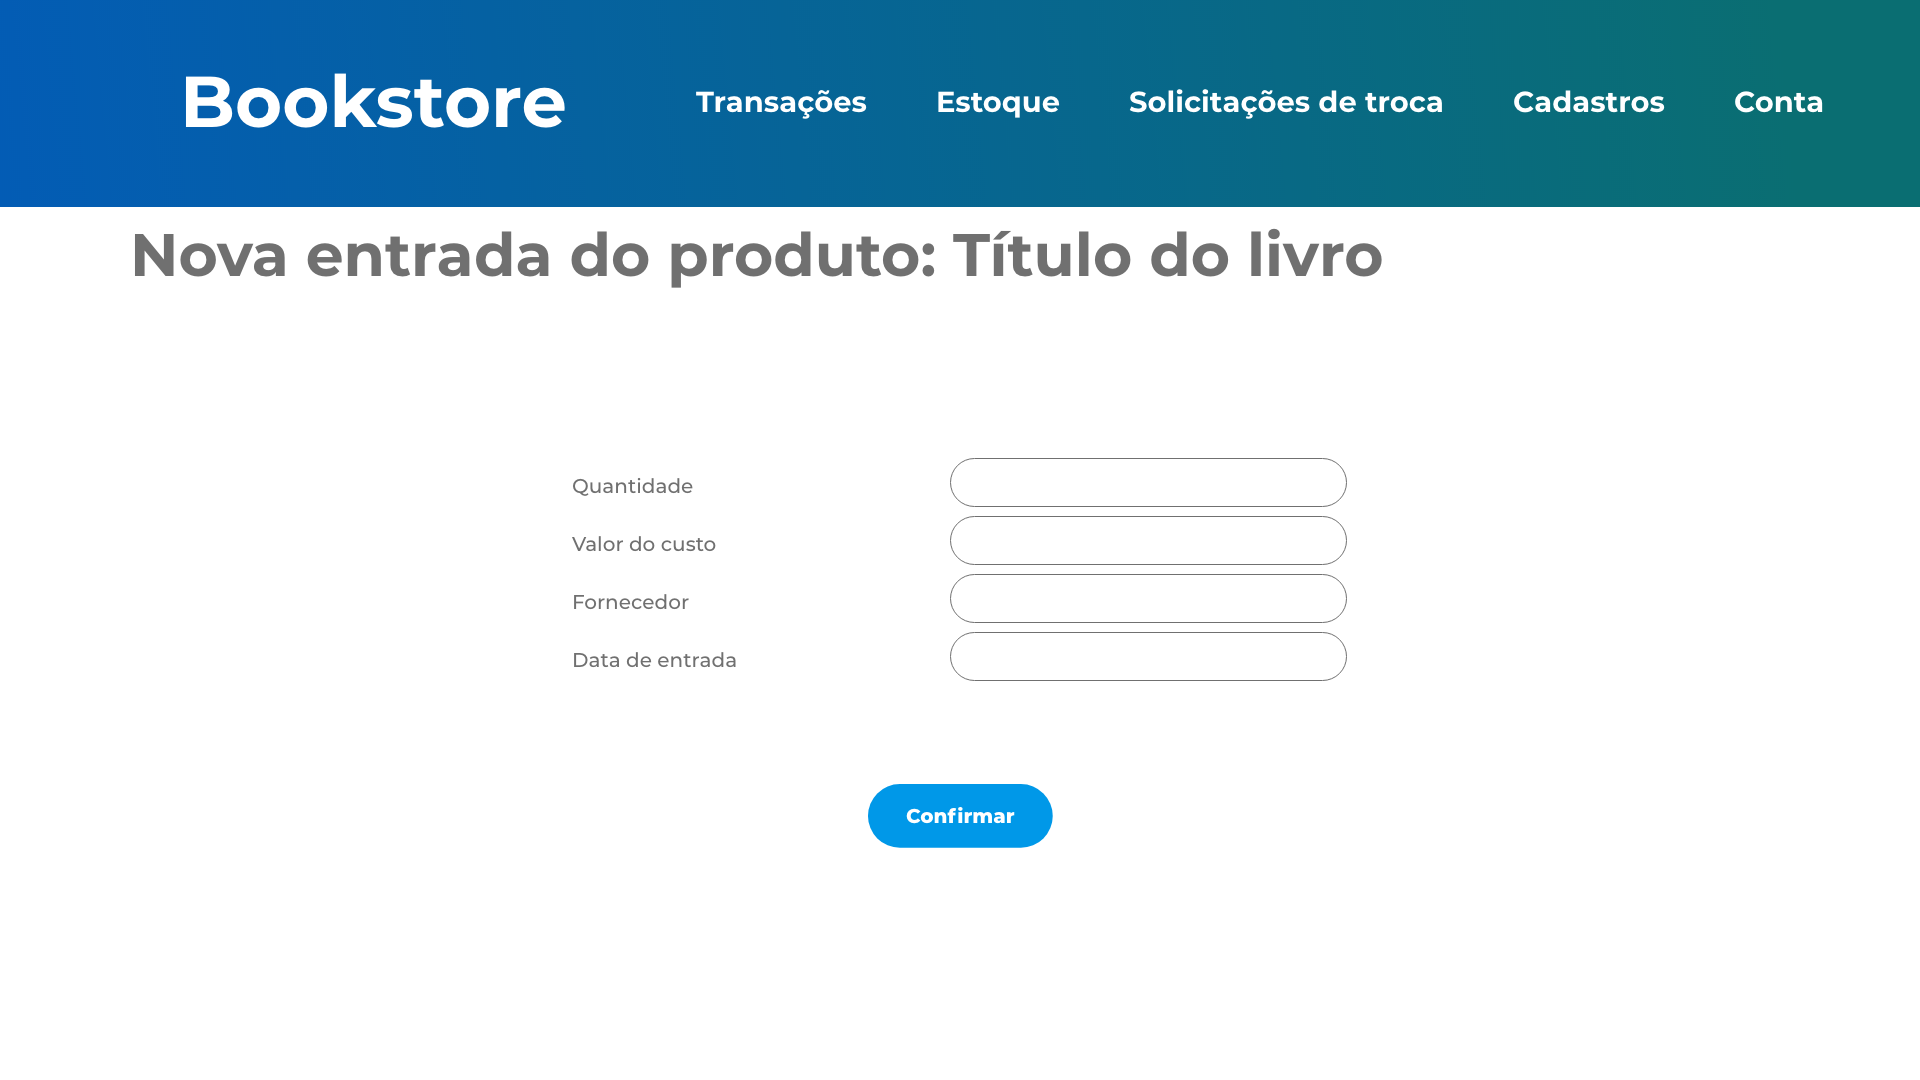 Bookstore
Transações Estoque Solicitações de troca Cadastros Conta
Nova entrada do produto: Título do livro
Quantidade
Valor do custo
Fornecedor
Data de entrada
Confirmar